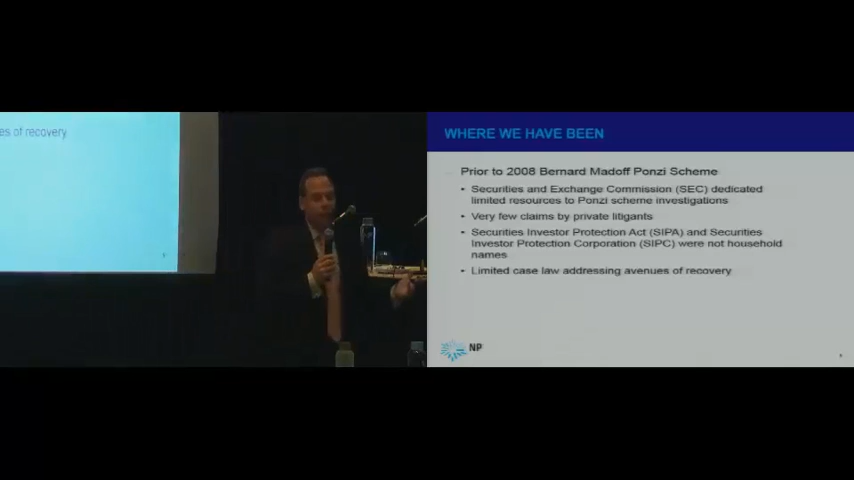 es of recovery
WHERE WE HAVE BEEN
Prior to 2008 Bernard Madoff Ponzi Scheme
• Securities and Exchange Commission (SEC) dedicated
limited resources to Ponzi scheme investigations
• Very few claims by private litigants
• Securities Investor Protection Act (SIPA) and Securities
Investor Protection Corporation (SIPC) were not household
names
• Limited case law addressing avenues of recovery
NP